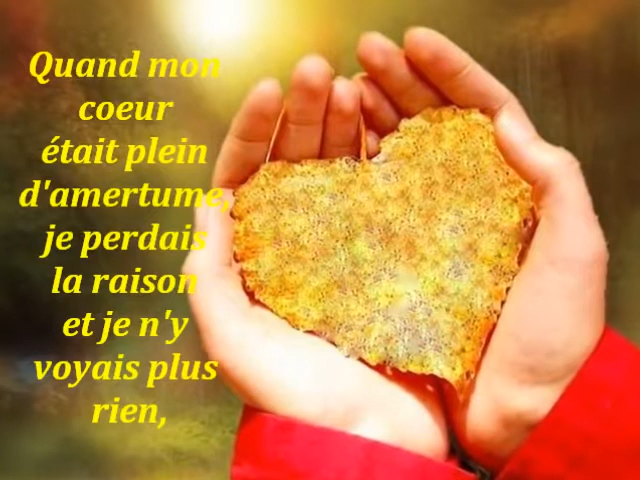 Quand mon
coeur
était plein
d'amertume,
je perdais
la raison
et je n'y
voyais plus
rien,